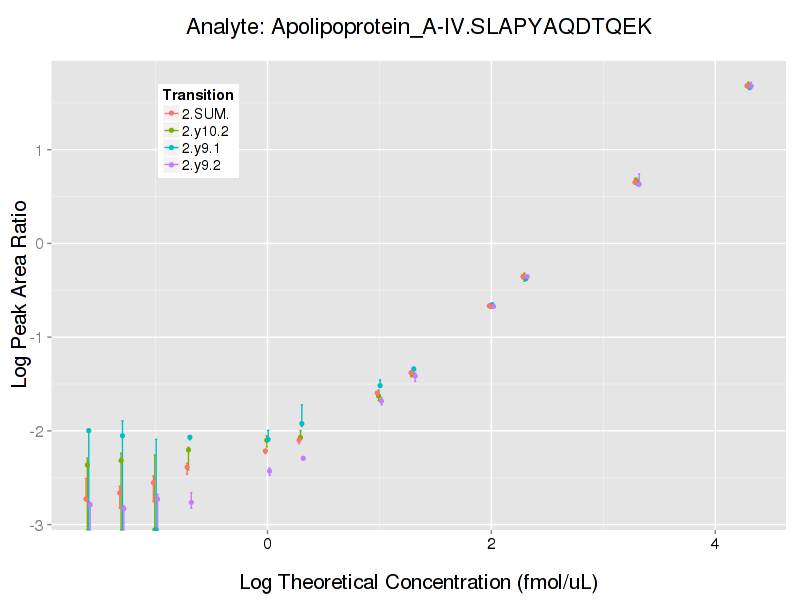 Analyte: Apolipoprotein_A-IV.SLAPYAQDTQEK
Transition
2.SUM.
2.y10.2
2.y9.1
2.y9.2
Log Peak Area Ratio
1
0
-1
-2
-3
0 2 4
Log Theoretical Concentration (fmol/uL)